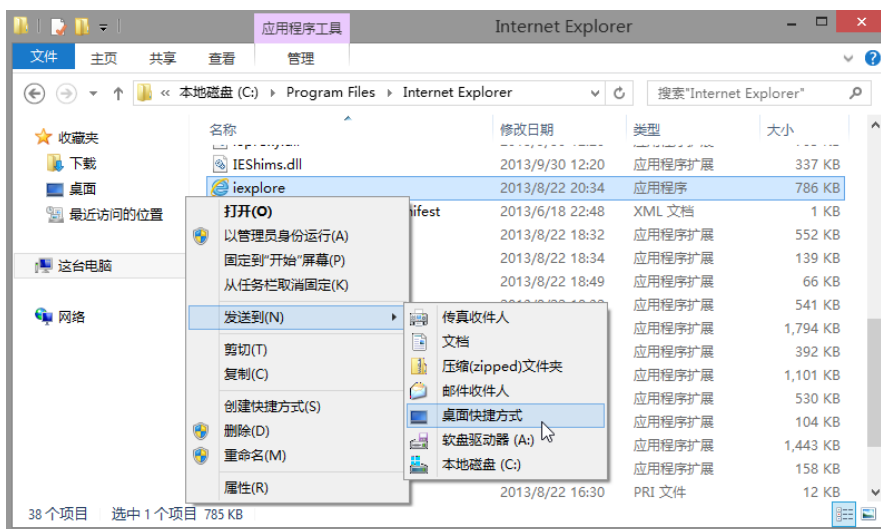 应用程序工具 Internet Explorer
文件 主页 共享 查看 管理
« 本地磁盘 (C:) Program Files Internet Explorer 搜索"Internet Explorer"
名称 修改日期 类型 大小
收藏夹
下载
桌面
最近访问的位置
这台电脑
网络
IEShims.dll 2013/9/30 12:20 应用程序扩展 337 KB
iexplore 2013/8/22 20:34 应用程序 786 KB
ifest 2013/6/18 22:48 XML 文档 1 KB
2013/8/22 18:32 应用程序扩展 552 KB
2013/8/22 18:34 应用程序扩展 139 KB
2013/8/22 18:49 应用程序扩展 66 KB
应用程序扩展 541 KB
应用程序扩展 1,794 KB
应用程序扩展 392 KB
应用程序扩展 1,101 KB
应用程序扩展 530 KB
应用程序扩展 104 KB
应用程序扩展 1,443 KB
应用程序扩展 158 KB
2013/8/22 16:30 PRI 文件 12 KB
打开(O)
以管理员身份运行(A)
固定到"开始"屏幕(P)
从任务栏取消固定(K)
发送到(N)
剪切(T)
复制(C)
创建快捷方式(S)
删除(D)
重命名(M)
属性(R)
传真收件人
文档
压缩(zipped)文件夹
邮件收件人
桌面快捷方式
软盘驱动器 (A:)
本地磁盘 (C:)
38 个项目 选中 1 个项目 785 KB